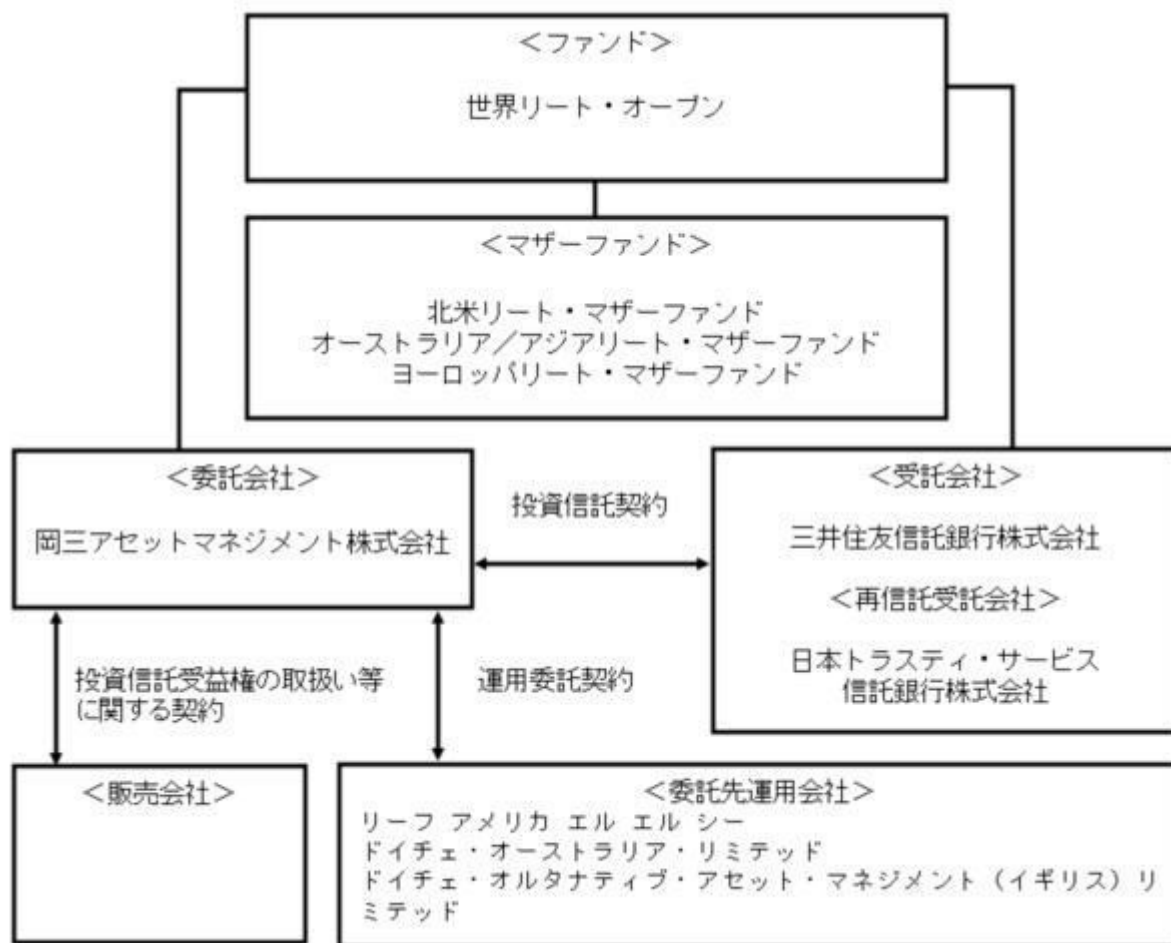 ＜ファンド＞
世界リート・オープン
＜マザーファンド＞
北米リート・マザーファンド
オーストラリア／アジアリート・マザーファンド
ヨーロッパリート・マザーファンド
＜委託会社＞
岡三アセットマネジメント株式会社
投資信託契約
＜受託会社＞
三井住友信託銀行株式会社
＜再信託受託会社＞
日本トラスティ・サービス
信託銀行株式会社
投資信託受益権の取扱い等
に関する契約
運用委託契約
＜販売会社＞
＜委託先運用会社＞
リーフ アメリカ エル エル シー
ドイチェ・オーストラリア・リミテッド
ドイチェ・オルタナティブ・アセット・マネジメント（イギリス）リ
ミテッド